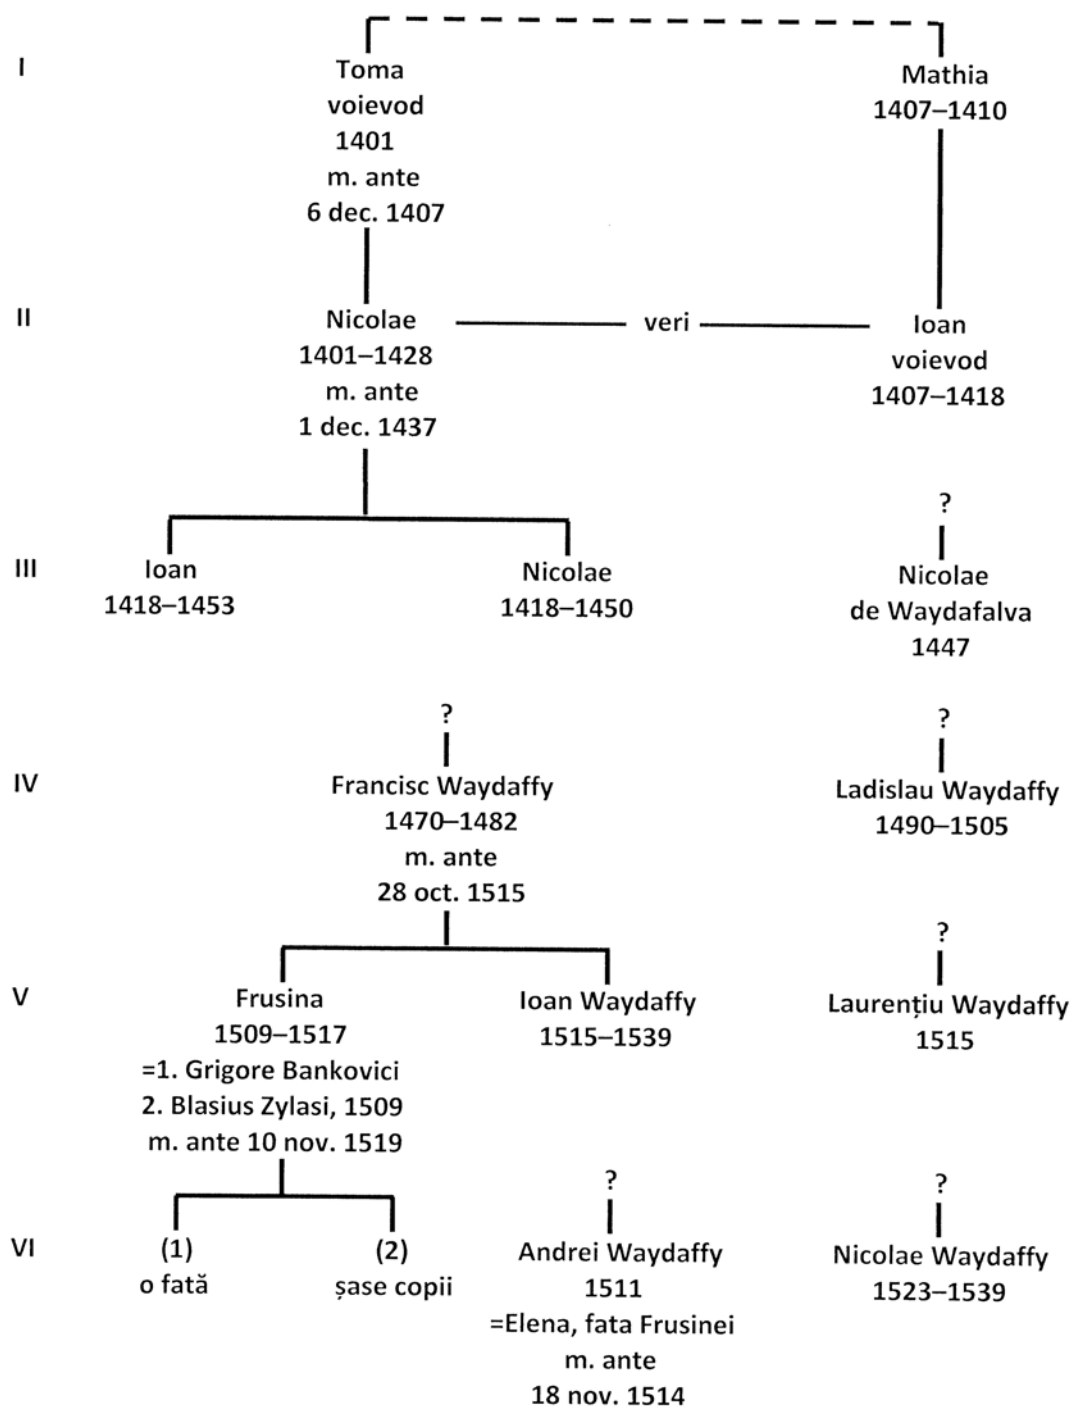 I
Toma
voievod
1401
m. ante
6 dec. 1407
Mathia
1407–1410
II
Nicolae
1401–1428
m. ante
1 dec. 1437
veri
Ioan
voievod
1407–1418
III
Ioan
1418–1453
Nicolae
1418–1450
?
Nicolae
de Waydafalva
1447
IV
?
Francisc Waydaffy
1470–1482
m. ante
28 oct. 1515
?
Ladislau Waydaffy
1490–1505
V
Frusina
1509–1517
=1. Grigore Bankovici
2. Blasius Zylasi, 1509
m. ante 10 nov. 1519
Ioan Waydaffy
1515–1539
?
Laurențiu Waydaffy
1515
VI
(1)
o fată
(2)
șase copii
?
Andrei Waydaffy
1511
=Elena, fata Frusinei
m. ante
18 nov. 1514
?
Nicolae Waydaffy
1523–1539